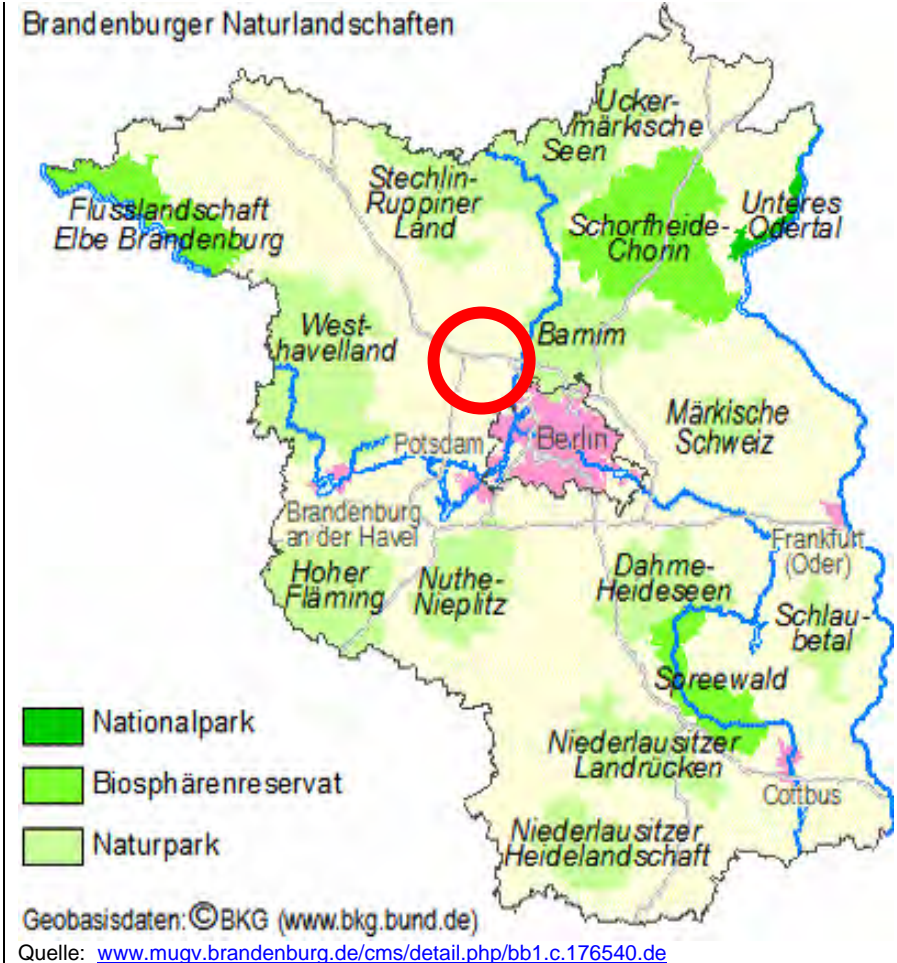 Brandenburger Naturlandschaften
Ucker-
märkische
Seen
Stechlin-
Ruppiner
Land
Flusslandschaft
Elbe Brandenburg
Schorfheide-
Chorin
Unteres
Odertal
West-
havelland
Barnim
Märkische
Schweiz
Potsdam
Berlin
Brandenburg
an der Havel
Frankfurt
(Oder)
Hoher
Fläming
Nuthe-
Nieplitz
Dahme-
Heideseen
Schlau-
betal
Spreewald
Nationalpark
Niederlausitzer
Landrücken
Biosphärenreservat
Cottbus
Naturpark
Niederlausitzer
Heidelandschaft
Geobasisdaten: ©BKG (www.bkg.bund.de)
Quelle: www.mugv.brandenburg.de/cms/detail.php/bb1.c.176540.de